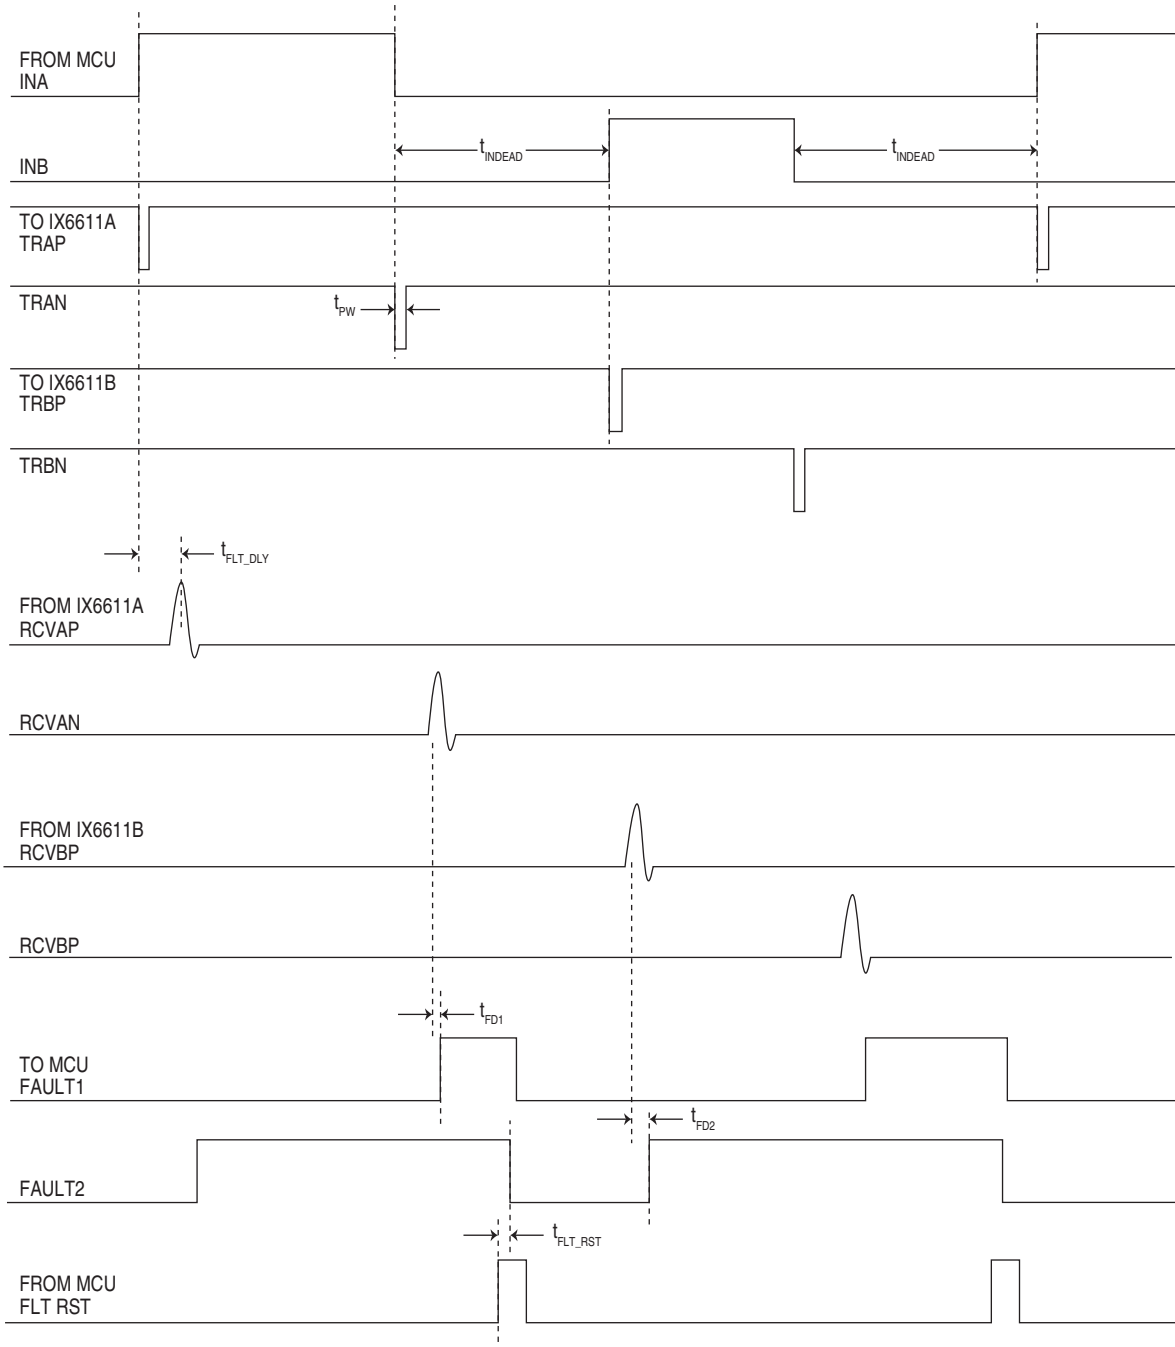 FROM MCU
INA
INB
t_INDEAD
t_INDEAD
TO IX6611A
TRAP
TRAN
t_PW
TO IX6611B
TRBP
TRBN
t_FLT_DLY
FROM IX6611A
RCVAP
RCVAN
FROM IX6611B
RCVBP
RCVBP
t_FD1
TO MCU
FAULT1
t_FD2
FAULT2
t_FLT_RST
FROM MCU
FLT RST